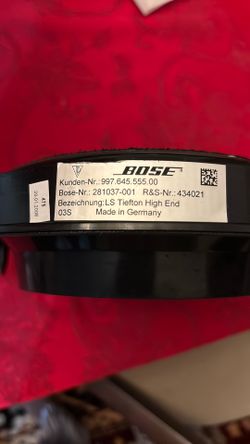 BOSE
Kunden-Nr.: 997.645.555.00
Bose-Nr.: 281037-001 R&S-Nr.: 434021
Bezeichnung: LS Tiefton High End
03S Made in Germany